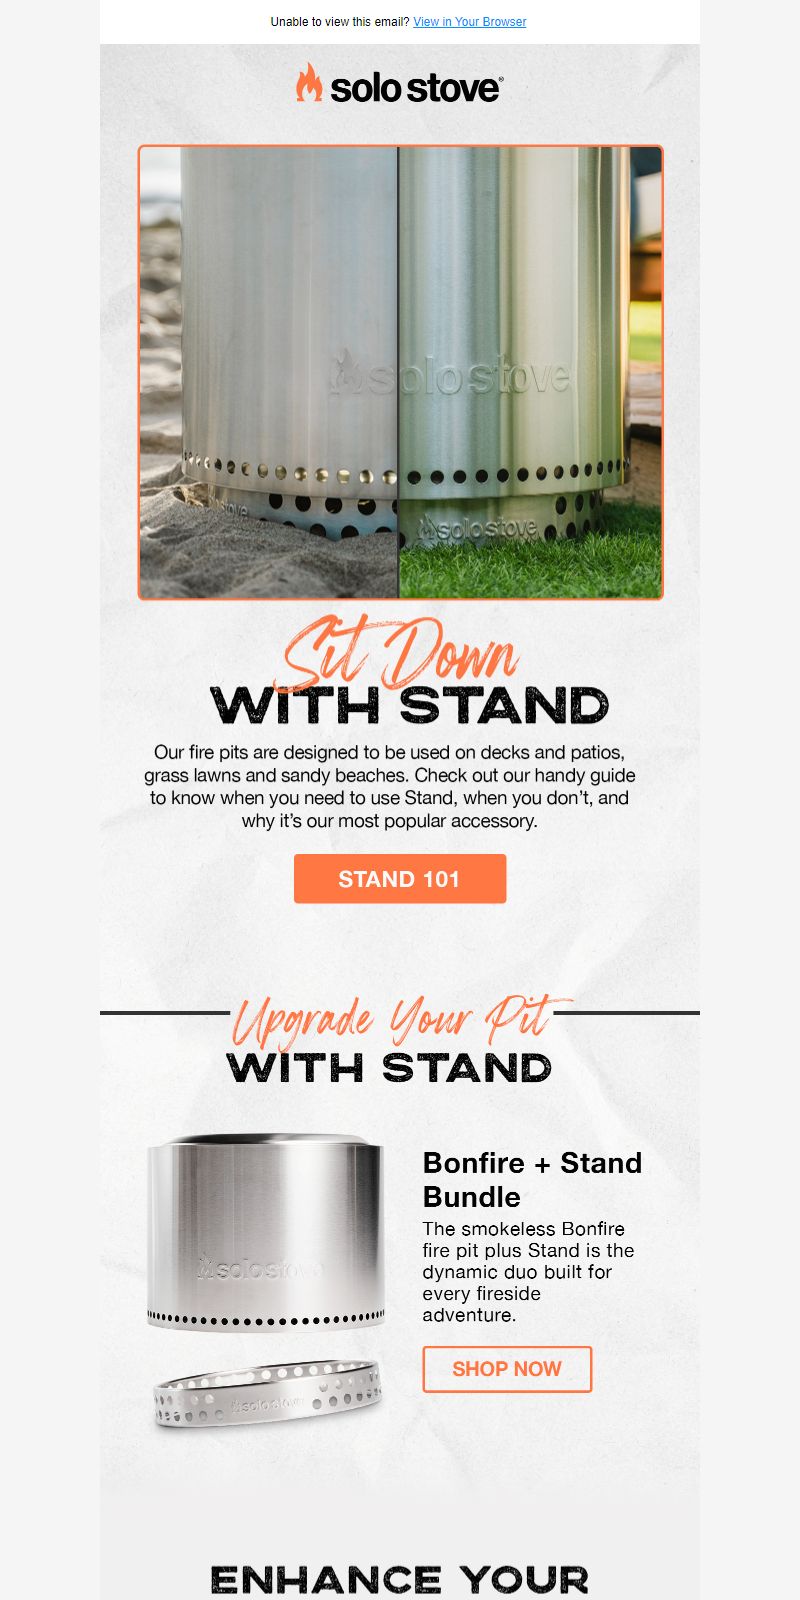 Unable to view this email? View in Your Browser
solo stove®
solo stove
stove
solo stove
Sit Down
WITH STAND
Our fire pits are designed to be used on decks and patios,
grass lawns and sandy beaches. Check out our handy guide
to know when you need to use Stand, when you don't, and
why it's our most popular accessory.
STAND 101
Upgrade Your Pit
WITH STAND
Bonfire + Stand
Bundle
The smokeless Bonfire
fire pit plus Stand is the
dynamic duo built for
every fireside
adventure.
SHOP NOW
solo stove
solo stove
ENHANCE YOUR